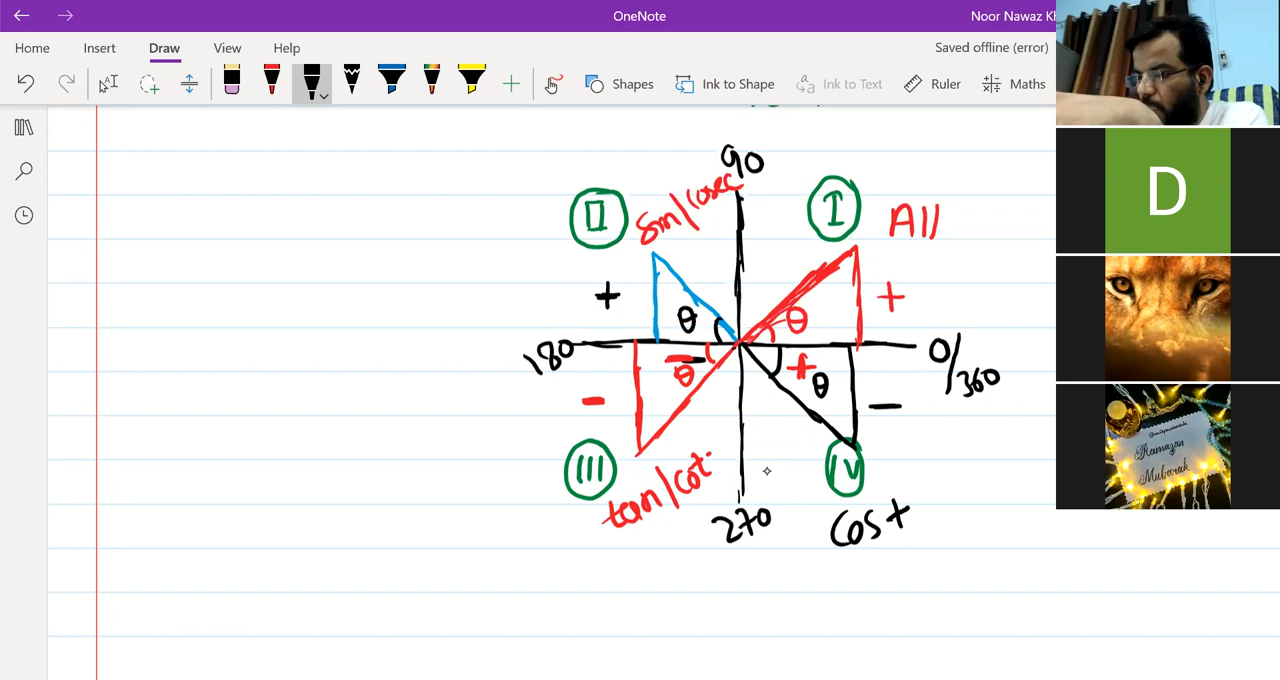 OneNote
Noor Nawaz Kh
Home Insert Draw View Help
Saved offline (error)
Shapes Ink to Shape Ink to Text Ruler Maths
90
II sin/cosec I All
+ θ θ +
180 0/360
- θ + θ -
III IV
tan/cot
270 cos +
D
Ramazan
Mubarak